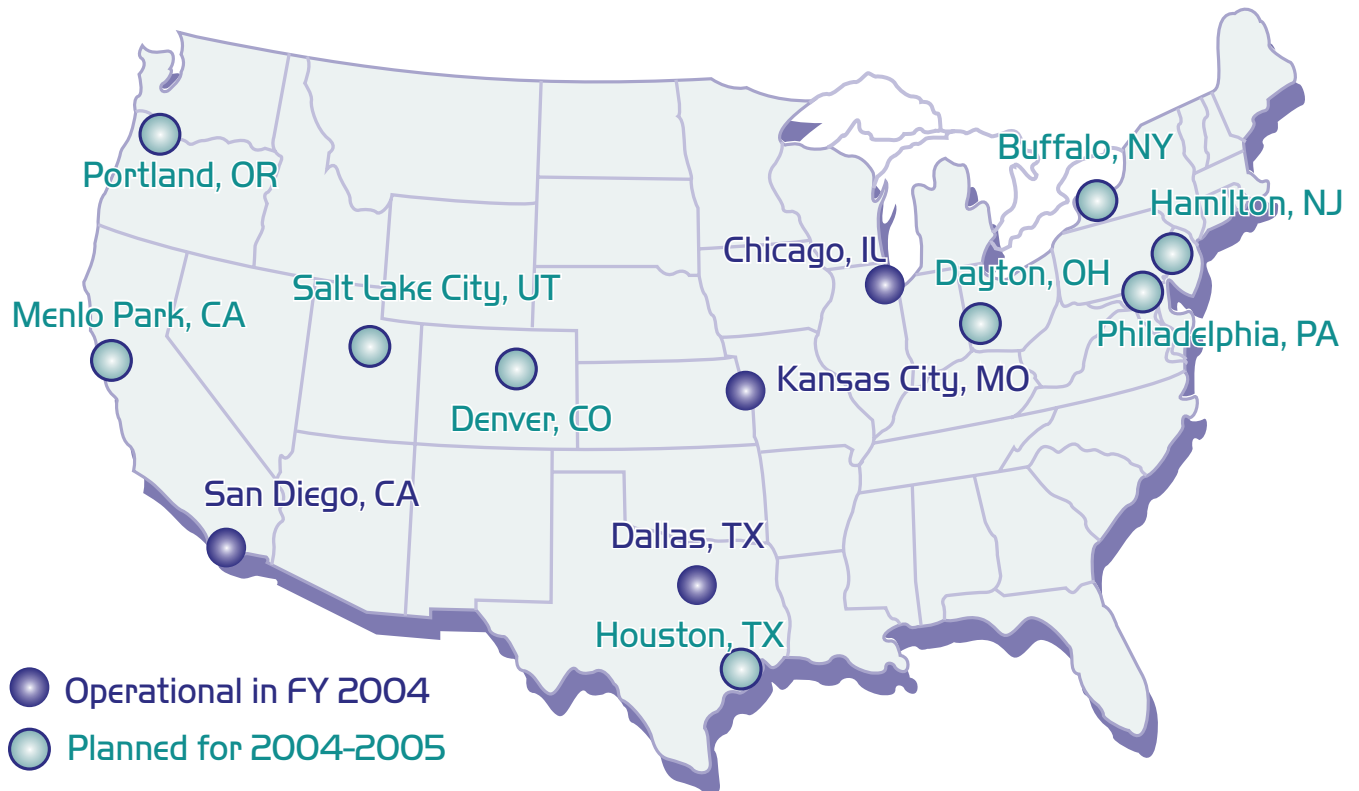 Buffalo, NY
Portland, OR
Hamilton, NJ
Chicago, IL
Dayton, OH
Salt Lake City, UT
Menlo Park, CA
Philadelphia, PA
Kansas City, MO
Denver, CO
San Diego, CA
Dallas, TX
Houston, TX
Operational in FY 2004
Planned for 2004-2005